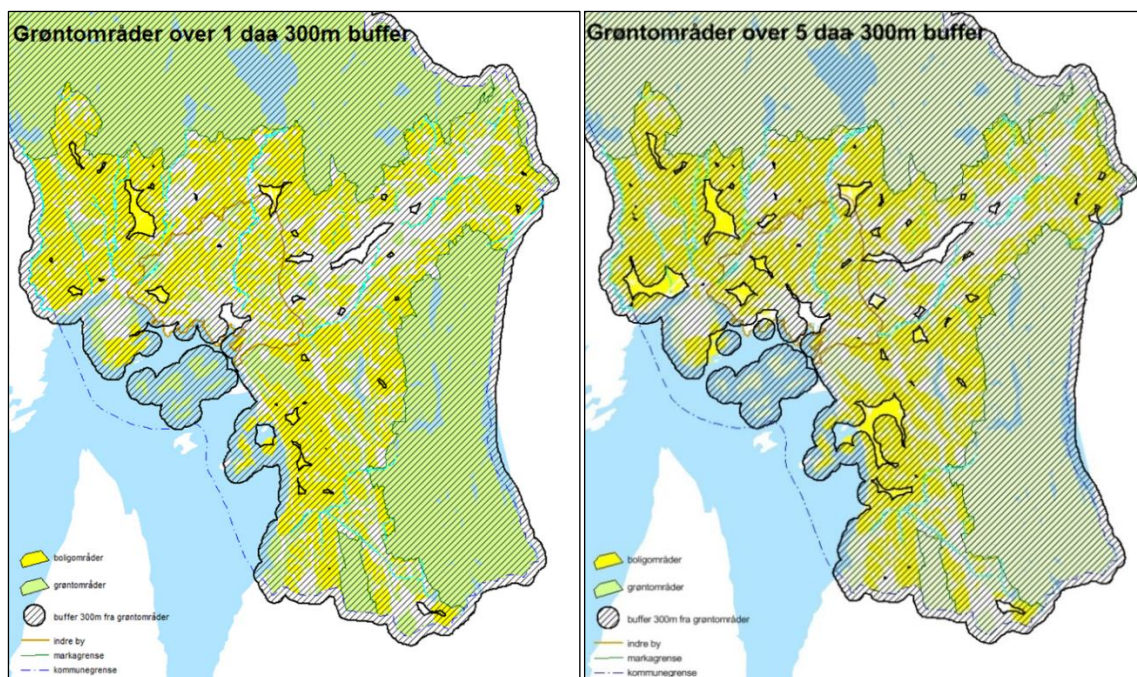 Grøntområder over 1 daa- 300m buffer
boligområder
grøntområder
buffer 300m fra grøntområder
indre by
markagrense
kommunegrense
Grøntområder over 5 daa- 300m buffer
boligområder
grøntområder
buffer 300m fra grøntområder
indre by
markagrense
kommunegrense